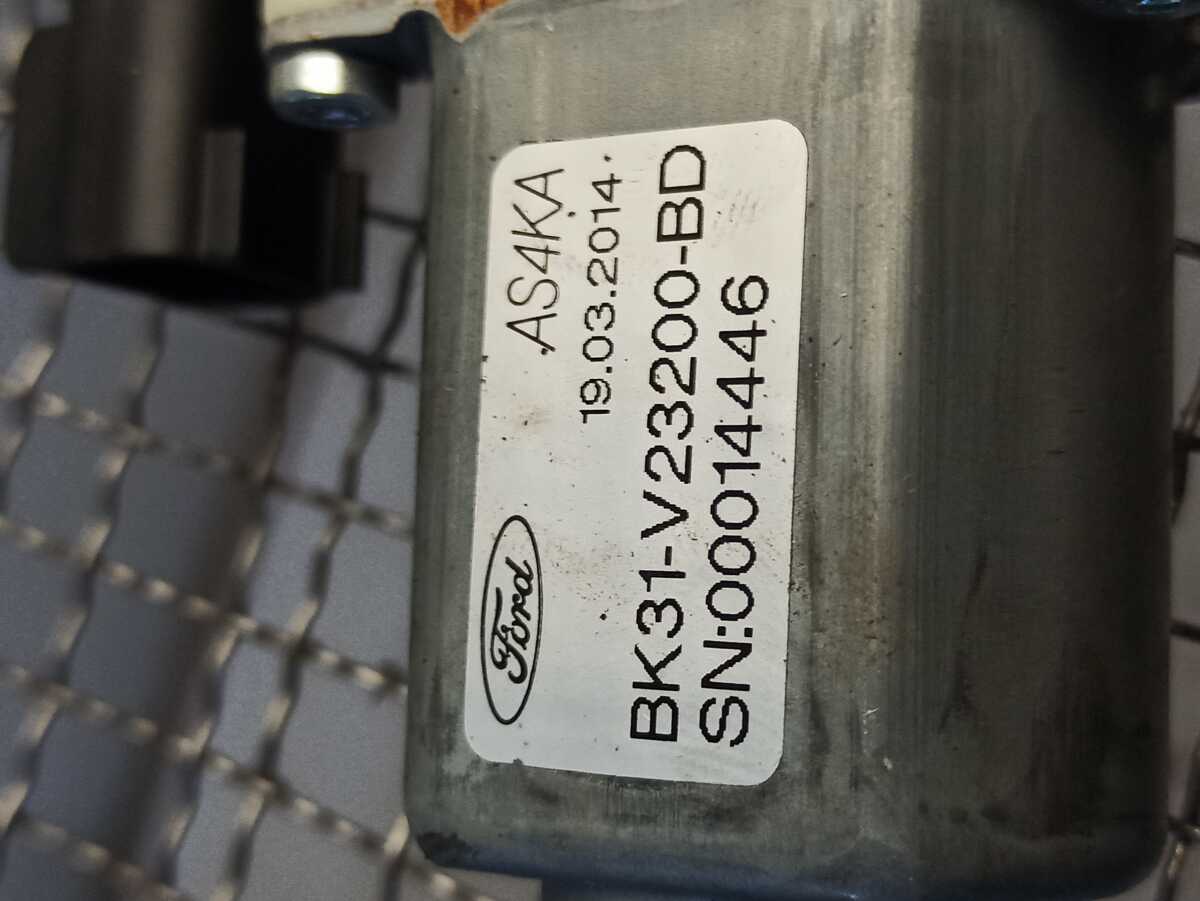 Ford
AS4KA
19.03.2014
BK31-V23200-BD
SN:00014446